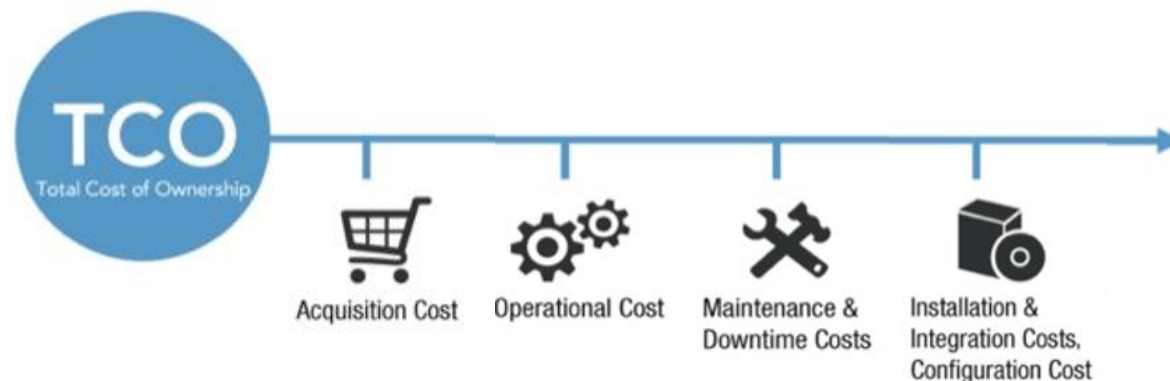 TCO
Total Cost of Ownership
Acquisition Cost
Operational Cost
Maintenance &
Downtime Costs
Installation &
Integration Costs,
Configuration Cost